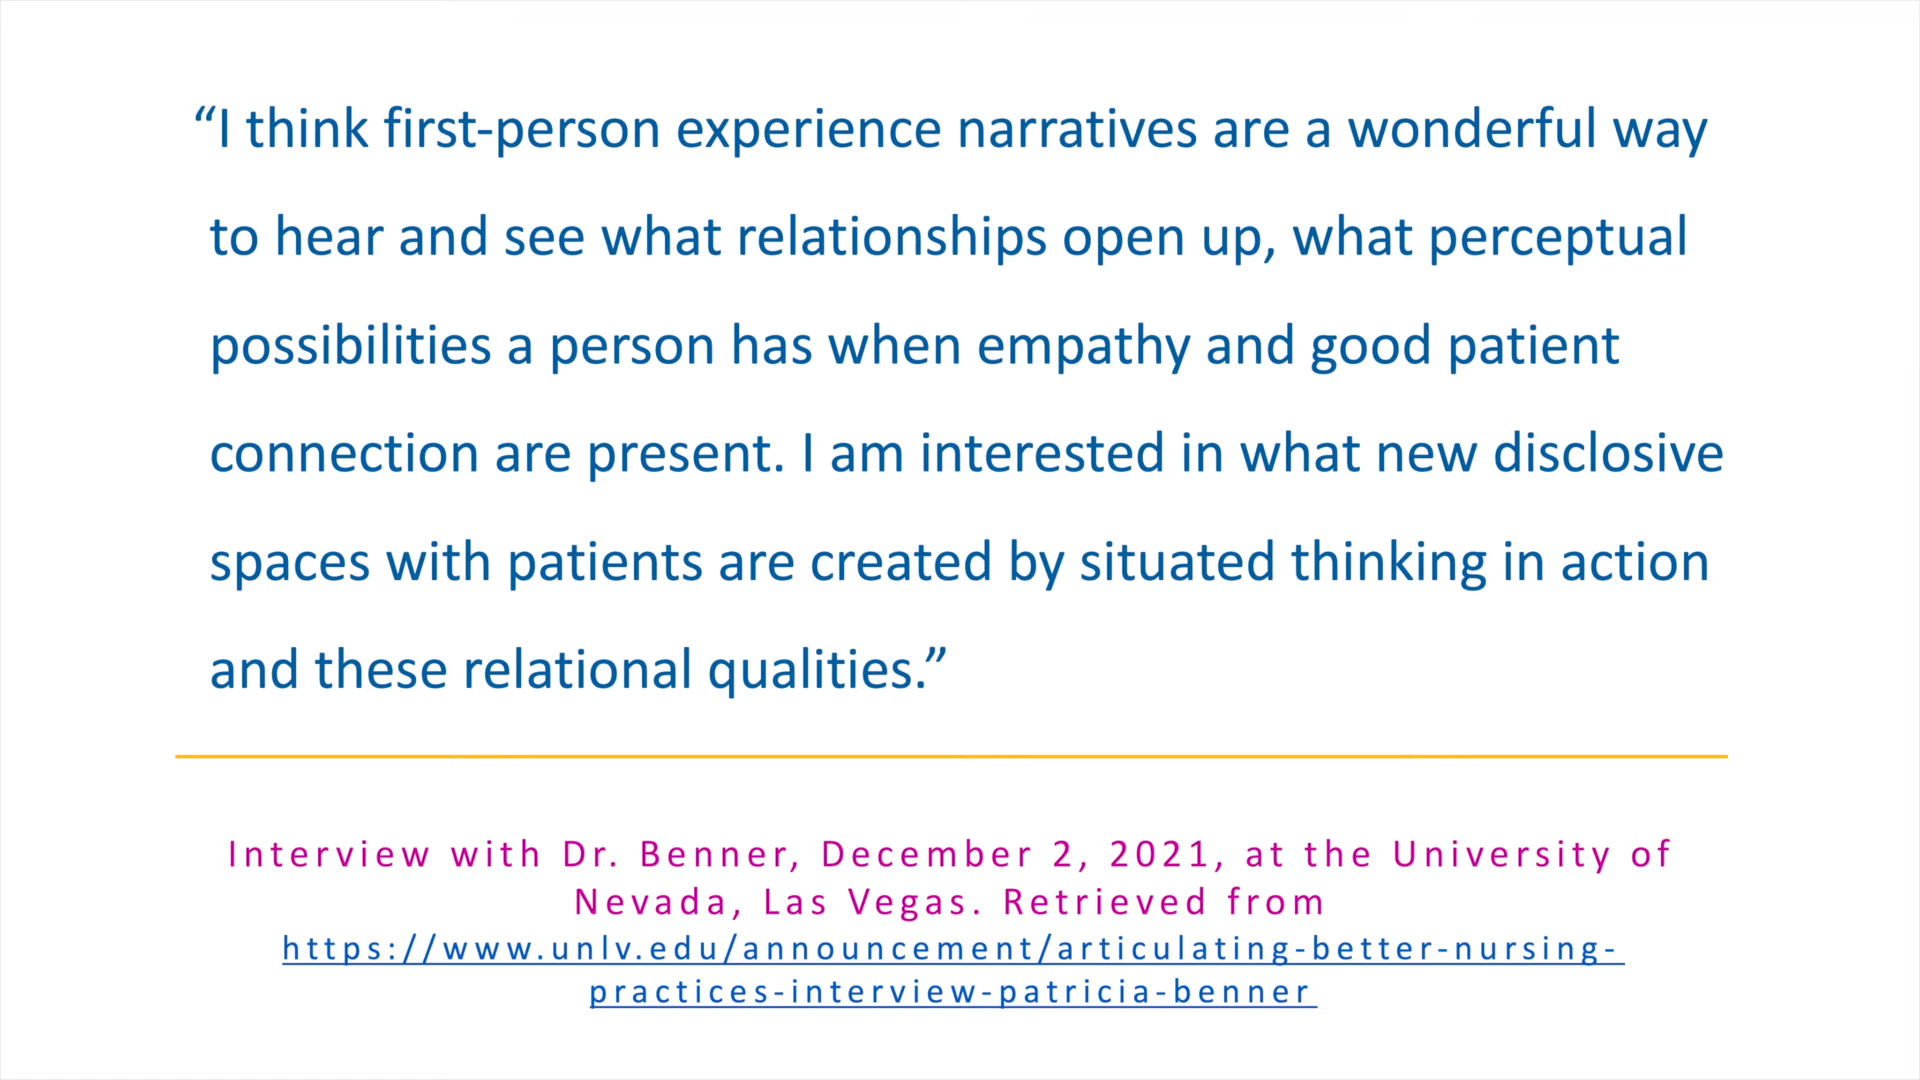 “I think first-person experience narratives are a wonderful way
to hear and see what relationships open up, what perceptual
possibilities a person has when empathy and good patient
connection are present. I am interested in what new disclosive
spaces with patients are created by situated thinking in action
and these relational qualities.”
Interview with Dr. Benner, December 2, 2021, at the University of
Nevada, Las Vegas. Retrieved from
https://www.unlv.edu/announcement/articulating-better-nursing-
practices-interview-patricia-benner